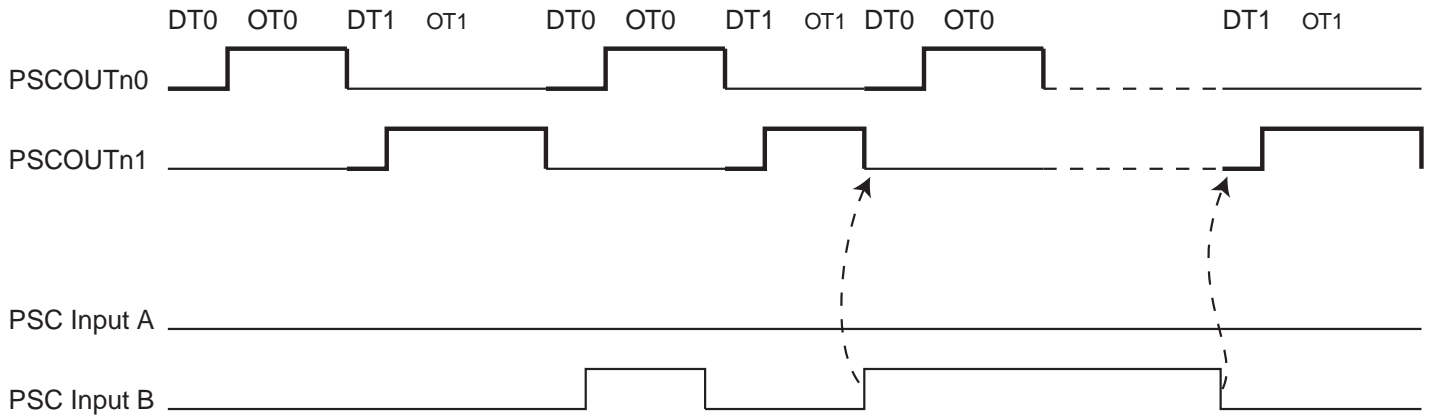 DT0 OT0 DT1 OT1 DT0 OT0 DT1 OT1 DT0 OT0 DT1 OT1
PSCOUTn0
PSCOUTn1
PSC Input A
PSC Input B